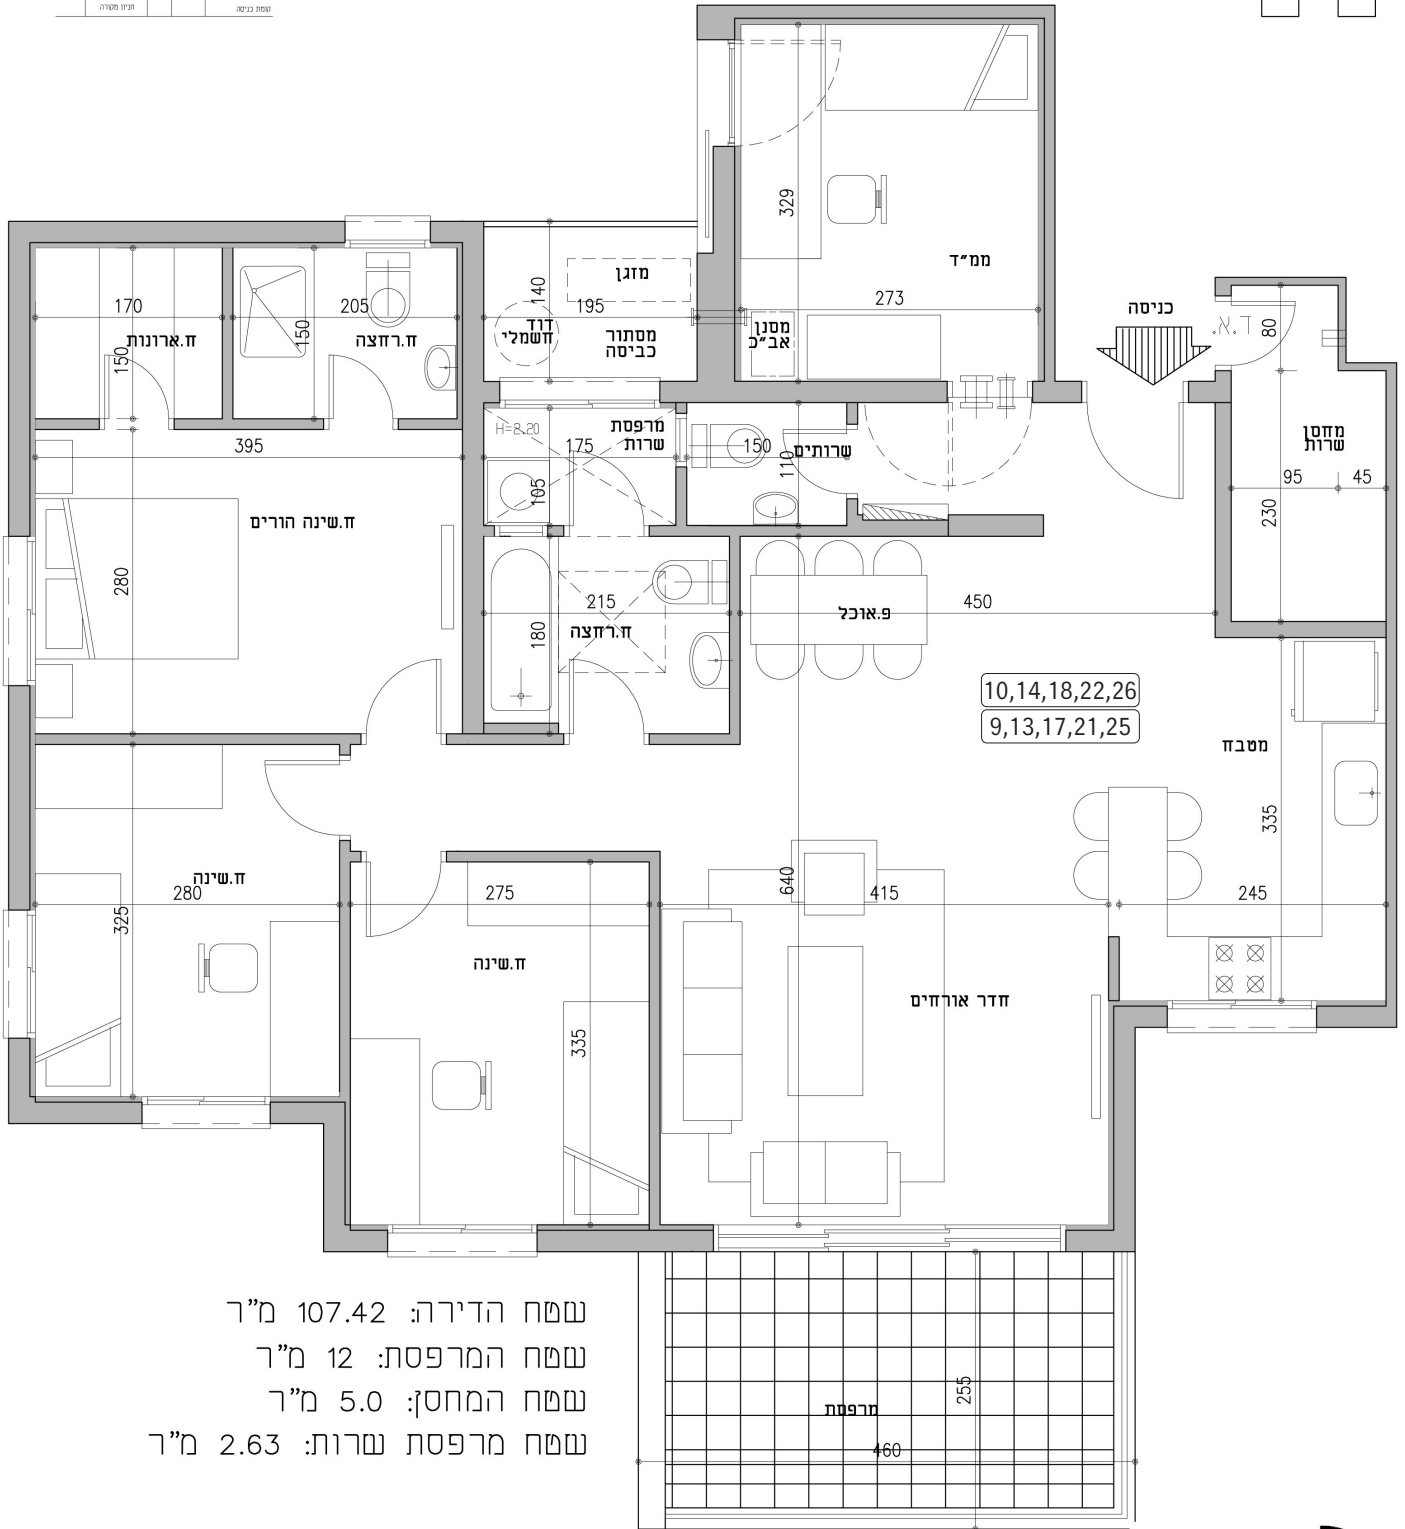 חניון מקורה
קומת כניסה
329
ממ״ד
273
מסנן
אב״כ
מזגן
140
195
דוד
חשמלי
מסתור
כביסה
170
ח.ארונות
150
205
ח.רחצה
150
כניסה
ד.א.
80
מחסן
שרות
95
45
230
H=2.20
מרפסת
שרות
175
105
150
110
שרותים
395
ח.שינה הורים
280
215
ח.רחצה
180
פ.אוכל
450
10,14,18,22,26
9,13,17,21,25
מטבח
335
245
ח.שינה
280
325
275
ח.שינה
335
640
415
חדר אורחים
שטח הדירה: 107.42 מ"ר
שטח המרפסת: 12 מ"ר
שטח המחסן: 5.0 מ"ר
שטח מרפסת שרות: 2.63 מ"ר
מרפסת
255
460